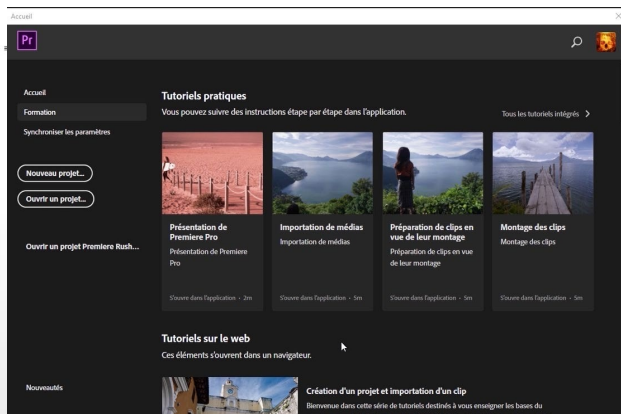 Accueil
Pr
Accueil
Formation
Synchroniser les paramètres
Nouveau projet...
Ouvrir un projet...
Ouvrir un projet Premiere Rush...
Nouveautés
Tutoriels pratiques
Vous pouvez suivre des instructions étape par étape dans l'application.
Tous les tutoriels intégrés
Présentation de
Premiere Pro
Présentation de Premiere
Pro
S'ouvre dans l'application • 2m
Importation de médias
Importation de médias
S'ouvre dans l'application • 5m
Préparation de clips en
vue de leur montage
Préparation de clips en vue
de leur montage
S'ouvre dans l'application • 5m
Montage des clips
Montage des clips
S'ouvre dans l'application • 5m
Tutoriels sur le web
Ces éléments s'ouvrent dans un navigateur.
Création d'un projet et importation d'un clip
Bienvenue dans cette série de tutoriels destinés à vous enseigner les bases du